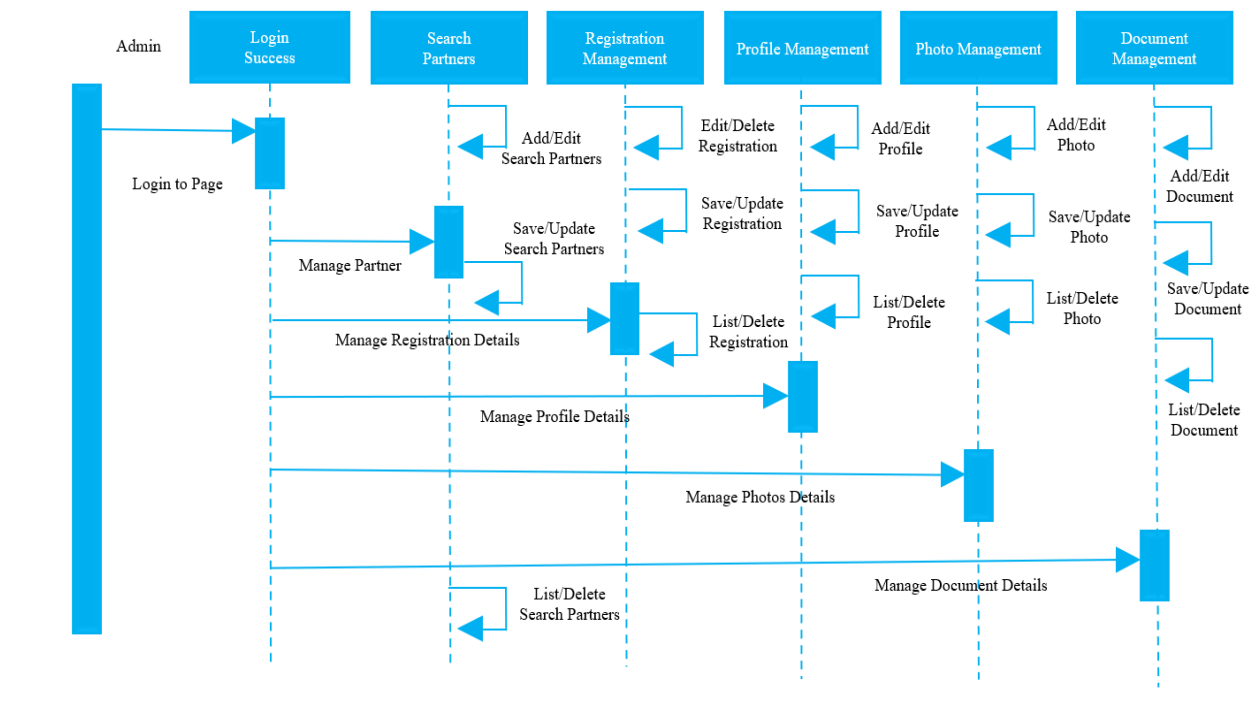 Admin
Login
Success
Search
Partners
Registration
Management
Profile Management
Photo Management
Document
Management
Login to Page
Add/Edit
Search Partners
Edit/Delete
Registration
Add/Edit
Profile
Add/Edit
Photo
Add/Edit
Document
Manage Partner
Save/Update
Search Partners
Save/Update
Registration
Save/Update
Profile
Save/Update
Photo
Save/Update
Document
Manage Registration Details
List/Delete
Registration
List/Delete
Profile
List/Delete
Photo
List/Delete
Document
Manage Profile Details
Manage Photos Details
Manage Document Details
List/Delete
Search Partners